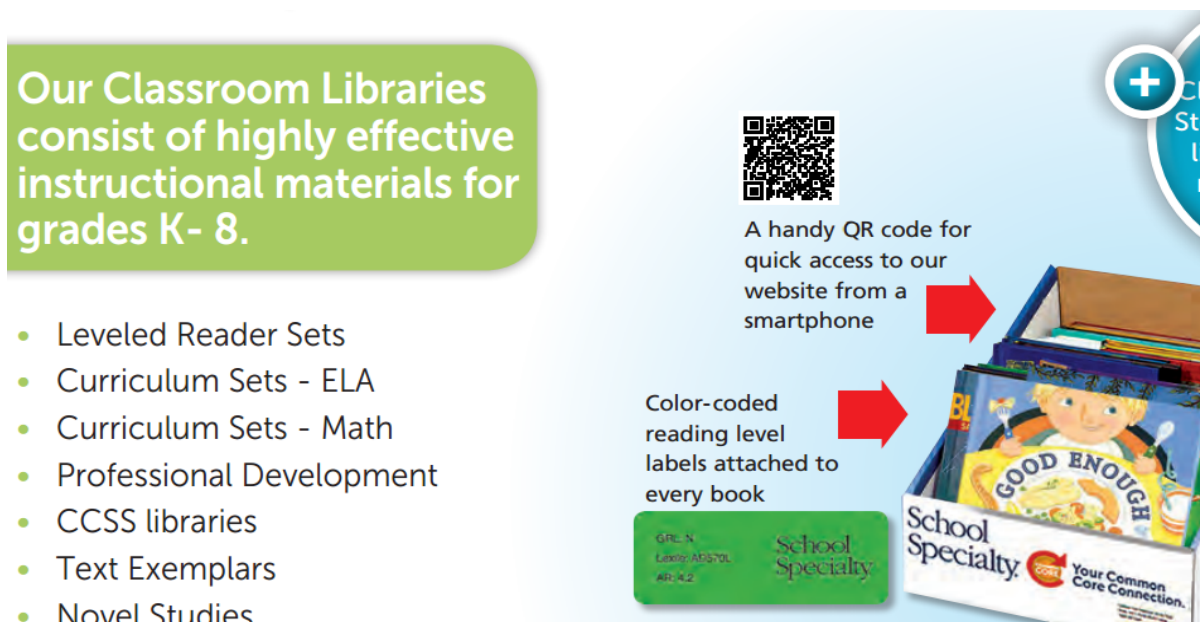 Our Classroom Libraries
consist of highly effective
instructional materials for
grades K- 8.
• Leveled Reader Sets
• Curriculum Sets - ELA
• Curriculum Sets - Math
• Professional Development
• CCSS libraries
• Text Exemplars
• Novel Studies
A handy QR code for
quick access to our
website from a
smartphone
Color-coded
reading level
labels attached to
every book
GRL: N
Lexile: AD570L
AR: 4.2
School
Specialty
+
GOOD ENOUGH
School
Specialty.
COMMON
CORE
Your Common
Core Connection.